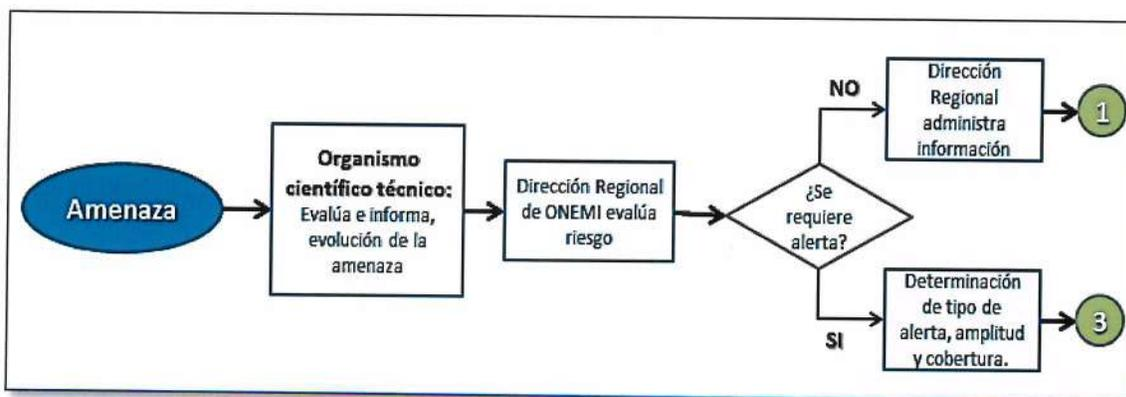 Amenaza
Organismo
científico técnico:
Evalúa e informa,
evolución de la
amenaza
Dirección Regional
de ONEMI evalúa
riesgo
¿Se
requiere
alerta?
NO
Dirección
Regional
administra
información
1
SI
Determinación
de tipo de
alerta, amplitud
y cobertura.
3